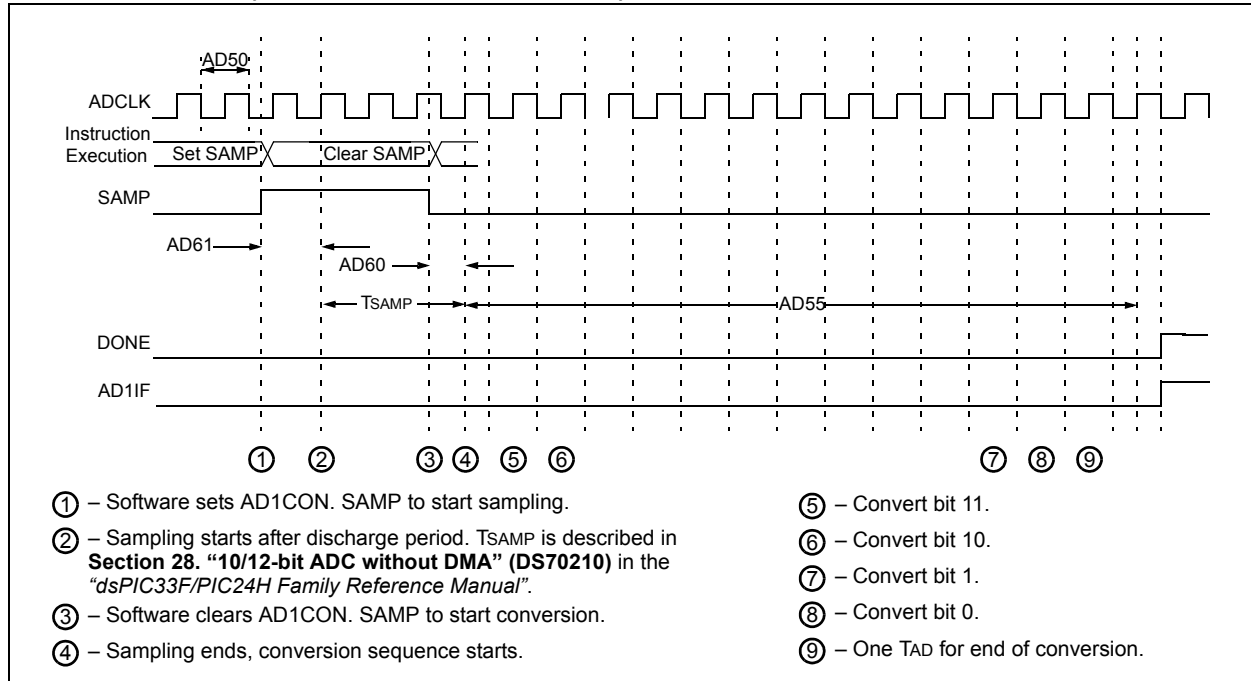 AD50
ADCLK
Instruction
Execution
Set SAMP
Clear SAMP
SAMP
AD61
AD60
TSAMP
AD55
DONE
AD1IF
1 2 3 4 5 6 7 8 9
1 – Software sets AD1CON. SAMP to start sampling.
2 – Sampling starts after discharge period. TSAMP is described in
Section 28. “10/12-bit ADC without DMA” (DS70210) in the
“dsPIC33F/PIC24H Family Reference Manual”.
3 – Software clears AD1CON. SAMP to start conversion.
4 – Sampling ends, conversion sequence starts.
5 – Convert bit 11.
6 – Convert bit 10.
7 – Convert bit 1.
8 – Convert bit 0.
9 – One TAD for end of conversion.